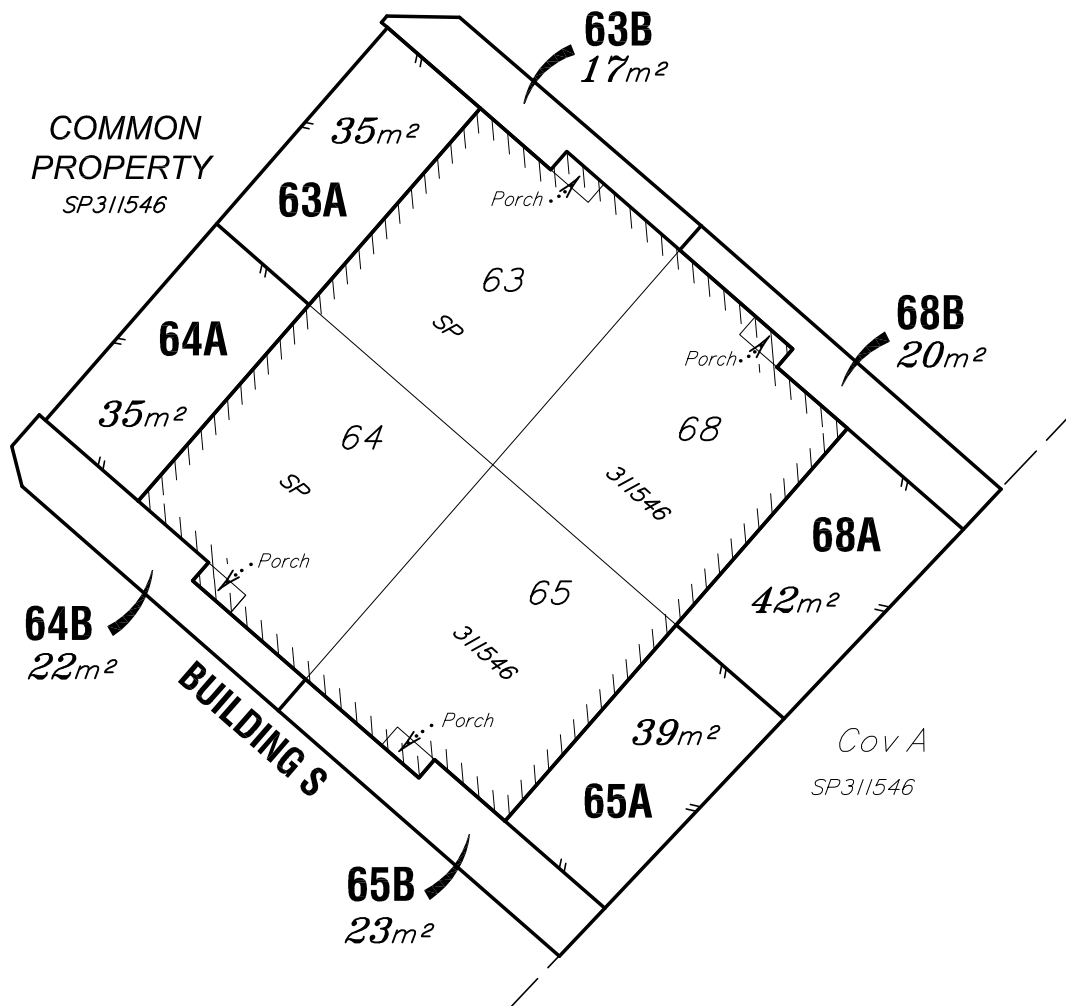 63B
17m²
COMMON
PROPERTY
SP311546
35m²
63A
Porch
63
SP
68B
20m²
Porch
64A
35m²
64
SP
68
311546
68A
42m²
Porch
65
311546
64B
22m²
BUILDING S
Porch
39m²
65A
Cov A
SP311546
65B
23m²